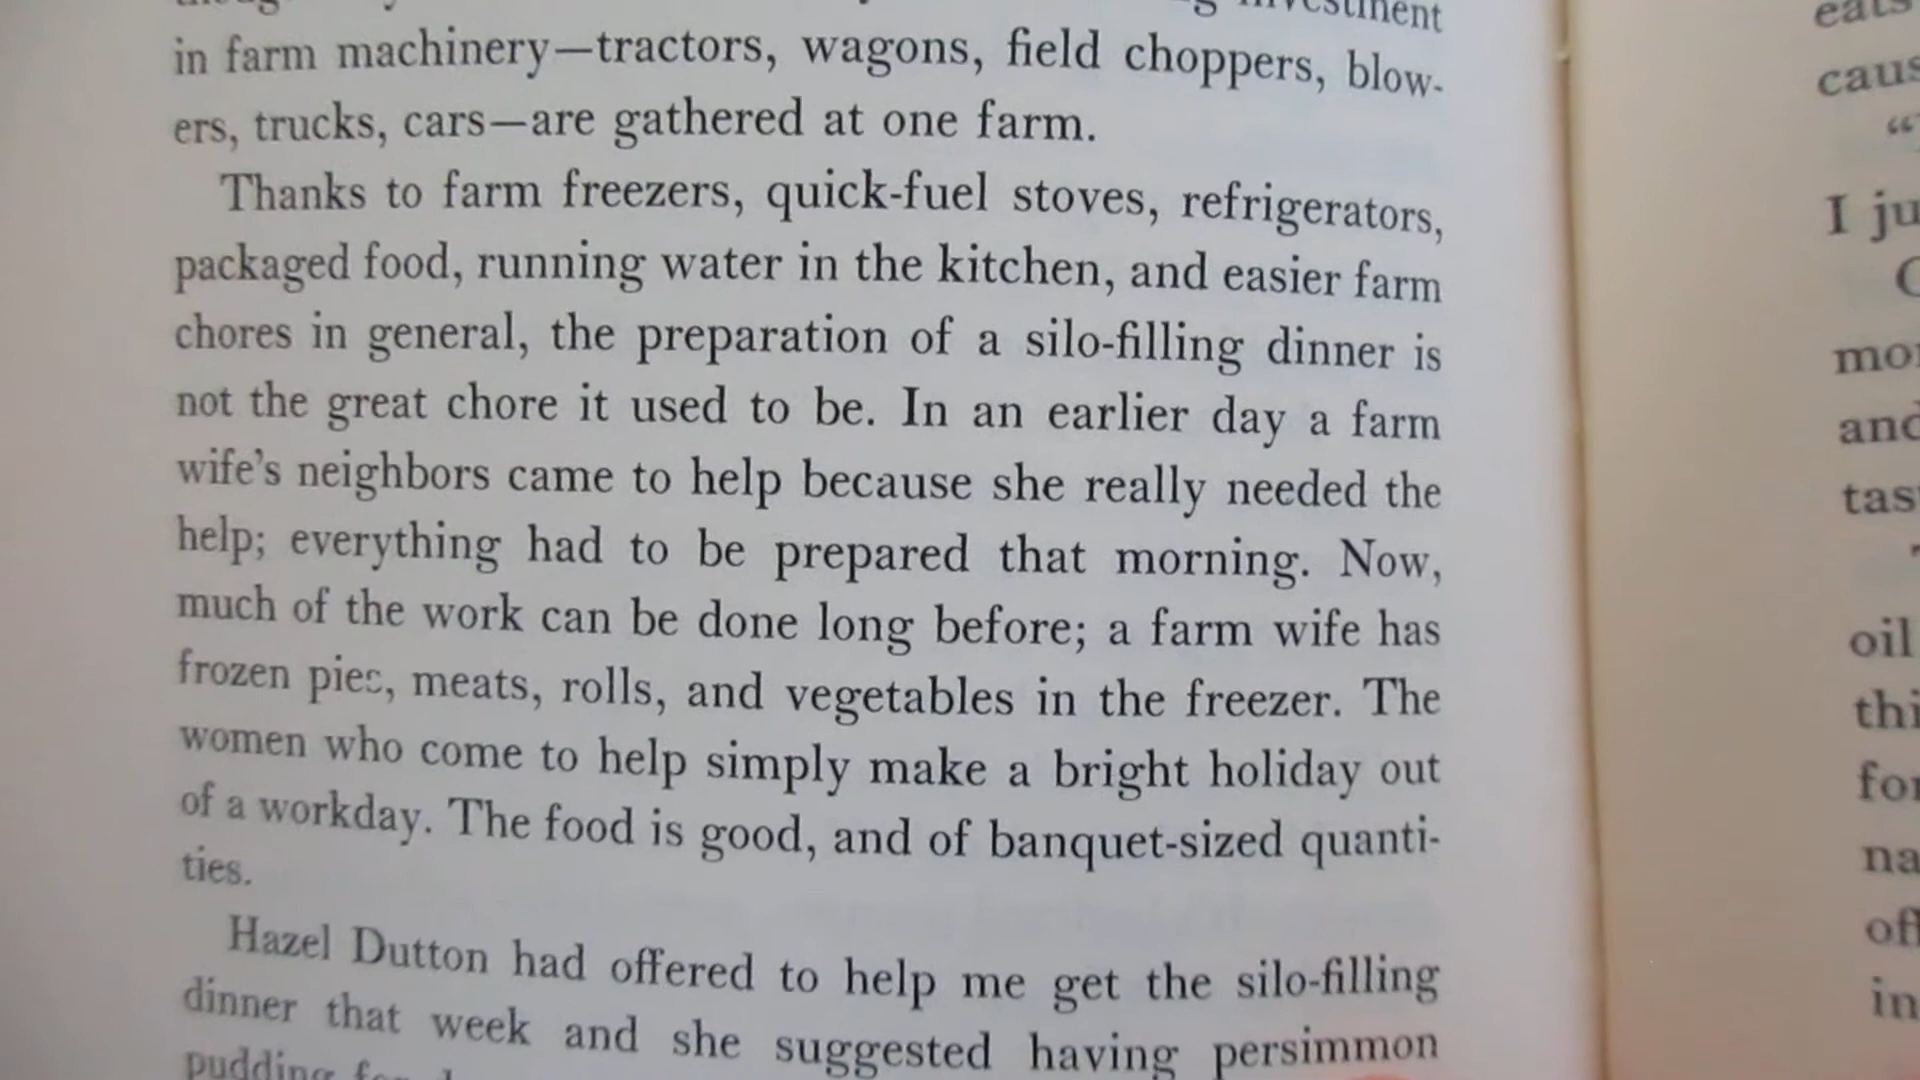 investment
in farm machinery—tractors, wagons, field choppers, blow-
ers, trucks, cars—are gathered at one farm.
Thanks to farm freezers, quick-fuel stoves, refrigerators,
packaged food, running water in the kitchen, and easier farm
chores in general, the preparation of a silo-filling dinner is
not the great chore it used to be. In an earlier day a farm
wife's neighbors came to help because she really needed the
help; everything had to be prepared that morning. Now,
much of the work can be done long before; a farm wife has
frozen pies, meats, rolls, and vegetables in the freezer. The
women who come to help simply make a bright holiday out
of a workday. The food is good, and of banquet-sized quanti-
ties.
Hazel Dutton had offered to help me get the silo-filling
dinner that week and she suggested having persimmon
pudding for
eats
“
I
oil